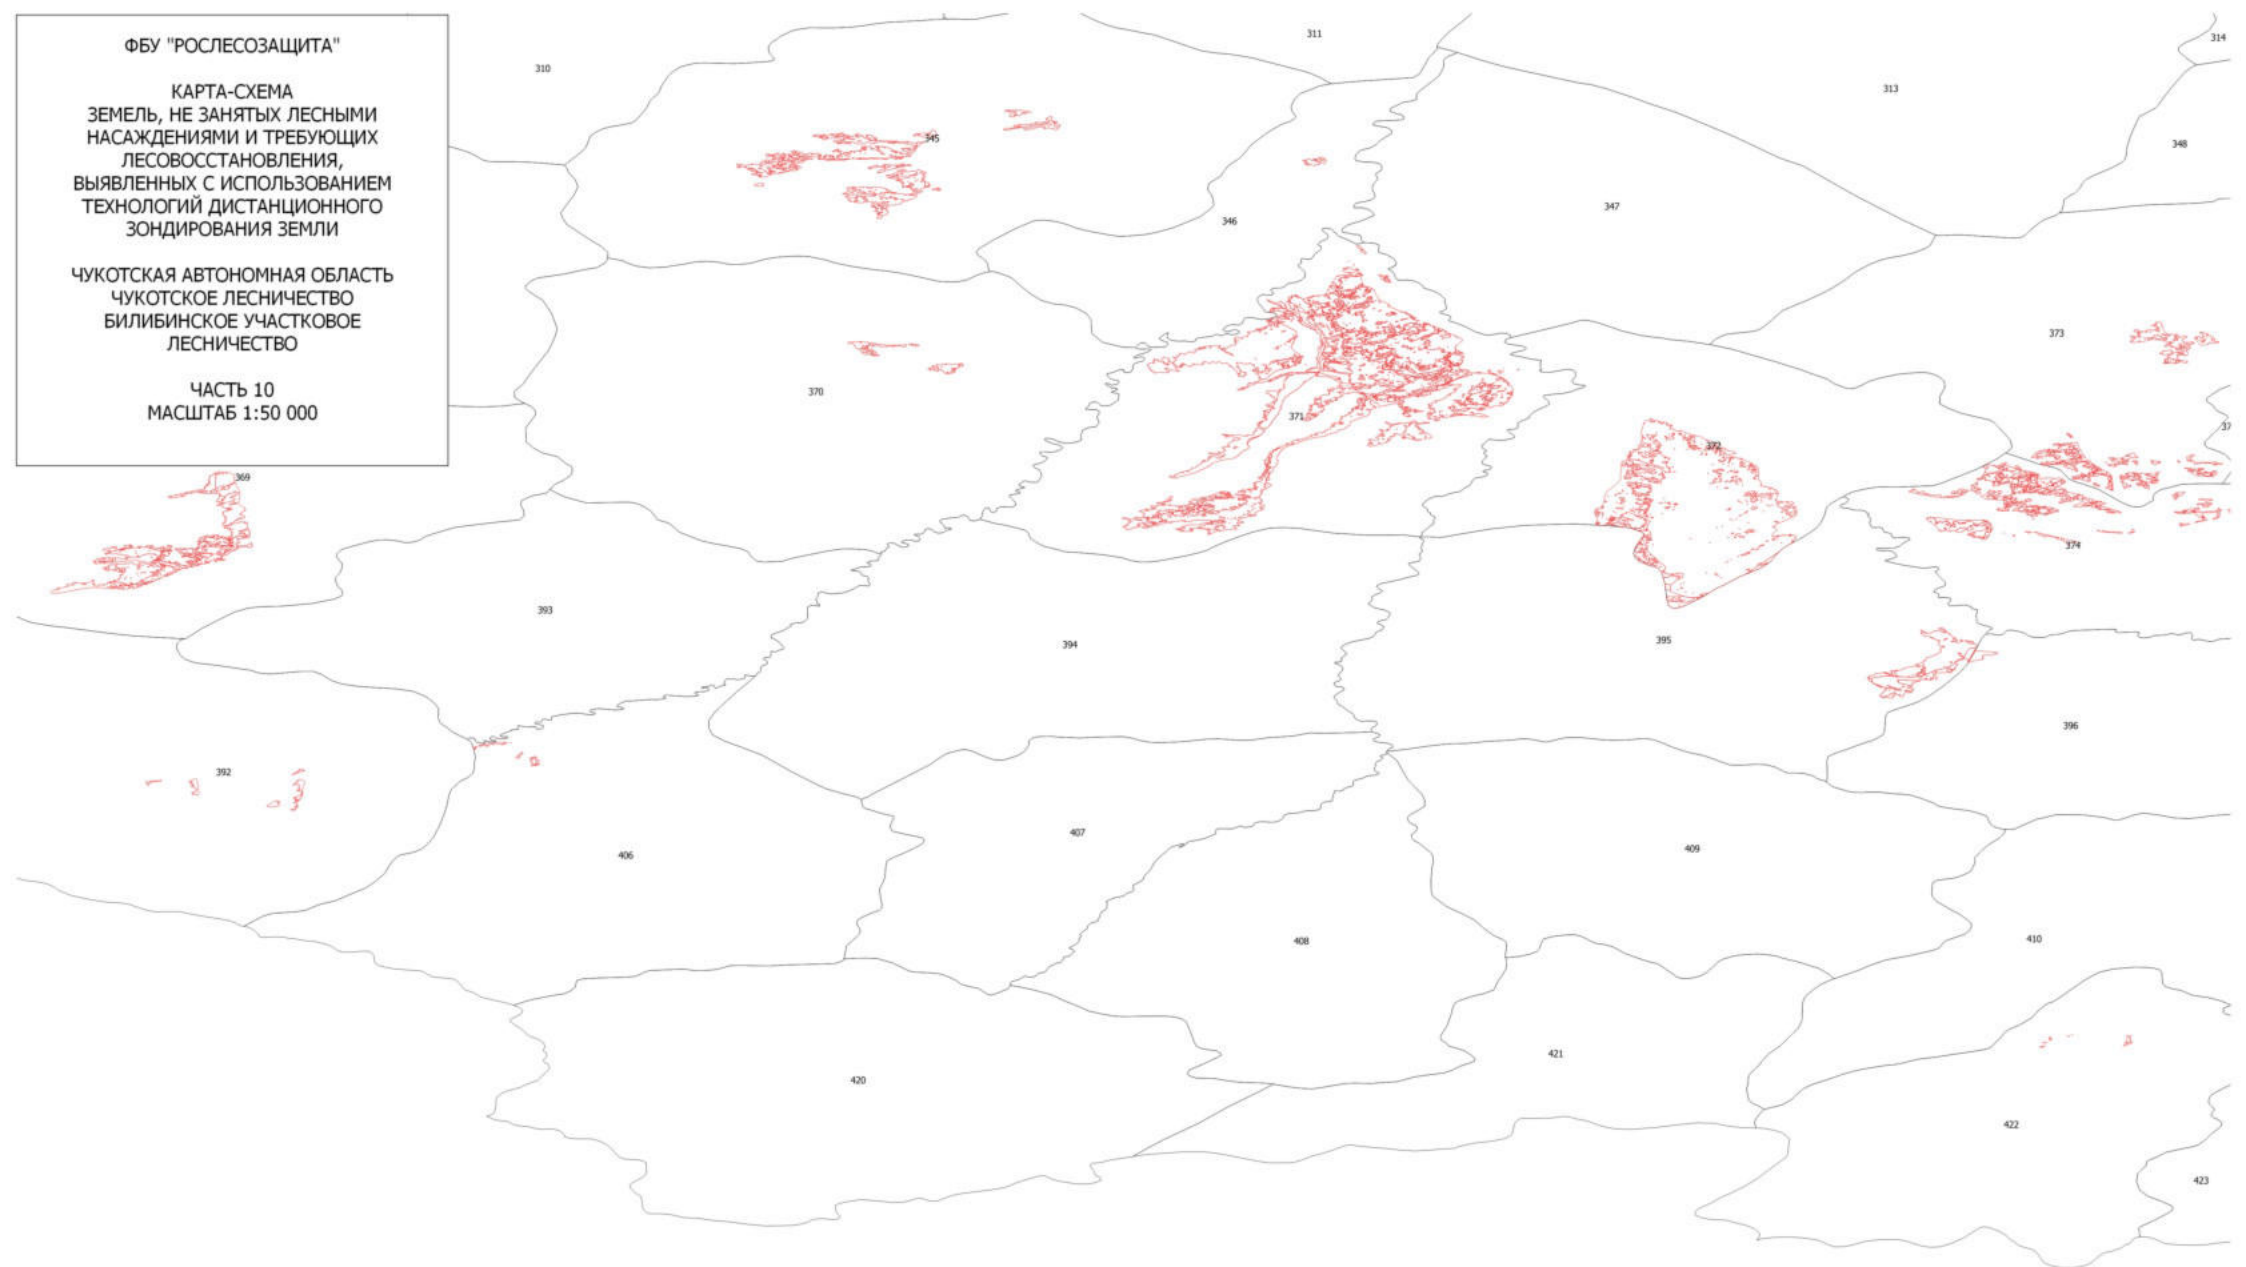 ФБУ "РОСЛЕСОЗАЩИТА"
КАРТА-СХЕМА
ЗЕМЕЛЬ, НЕ ЗАНЯТЫХ ЛЕСНЫМИ
НАСАЖДЕНИЯМИ И ТРЕБУЮЩИХ
ЛЕСОВОССТАНОВЛЕНИЯ,
ВЫЯВЛЕННЫХ С ИСПОЛЬЗОВАНИЕМ
ТЕХНОЛОГИЙ ДИСТАНЦИОННОГО
ЗОНДИРОВАНИЯ ЗЕМЛИ
ЧУКОТСКАЯ АВТОНОМНАЯ ОБЛАСТЬ
ЧУКОТСКОЕ ЛЕСНИЧЕСТВО
БИЛИБИНСКОЕ УЧАСТКОВОЕ
ЛЕСНИЧЕСТВО
ЧАСТЬ 10
МАСШТАБ 1:50 000
311
314
310
313
345
348
347
346
373
370
371
37
372
369
374
393
395
394
396
392
407
409
406
410
408
421
420
422
423